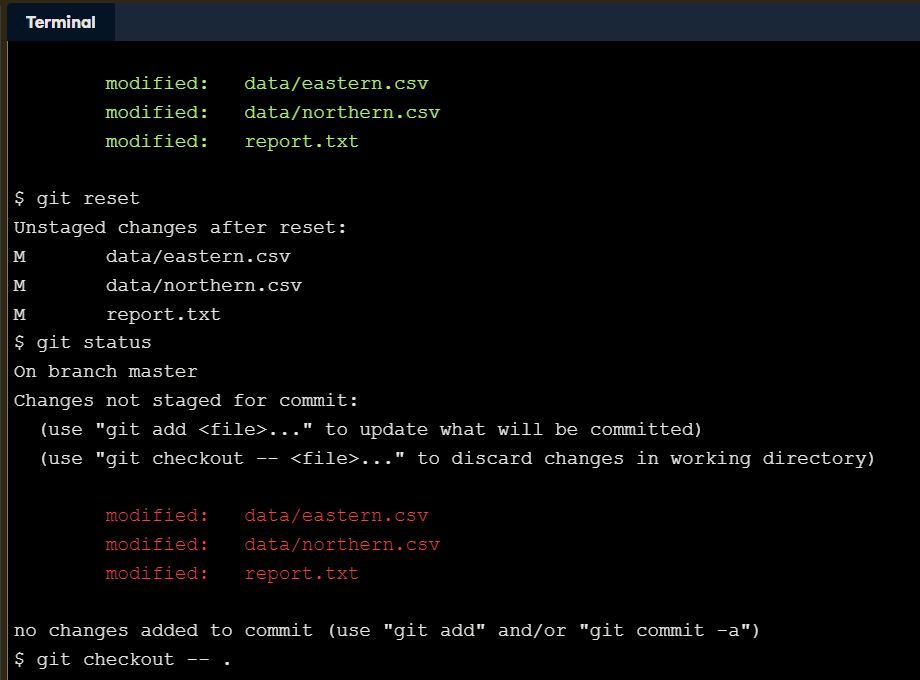 Terminal
modified:   data/eastern.csv
modified:   data/northern.csv
modified:   report.txt
$ git reset
Unstaged changes after reset:
M       data/eastern.csv
M       data/northern.csv
M       report.txt
$ git status
On branch master
Changes not staged for commit:
  (use "git add <file>..." to update what will be committed)
  (use "git checkout -- <file>..." to discard changes in working directory)
modified:   data/eastern.csv
modified:   data/northern.csv
modified:   report.txt
no changes added to commit (use "git add" and/or "git commit -a")
$ git checkout -- .